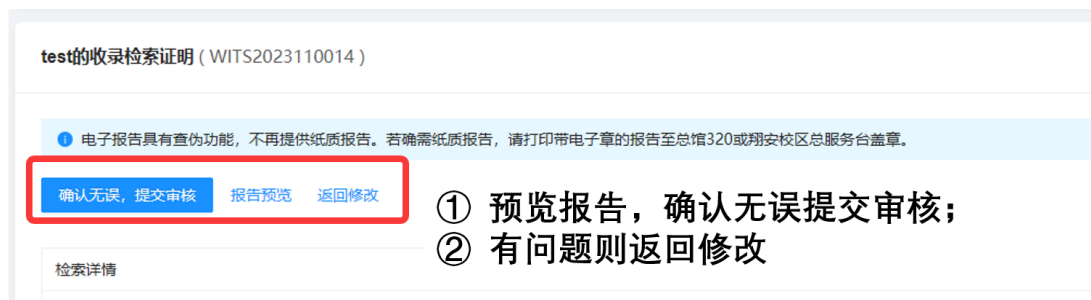 test的收录检索证明 ( WITS2023110014 )
电子报告具有查伪功能，不再提供纸质报告。若确需纸质报告，请打印带电子章的报告至总馆320或翔安校区总服务台盖章。
确认无误，提交审核 报告预览 返回修改
① 预览报告，确认无误提交审核；
② 有问题则返回修改
检索详情